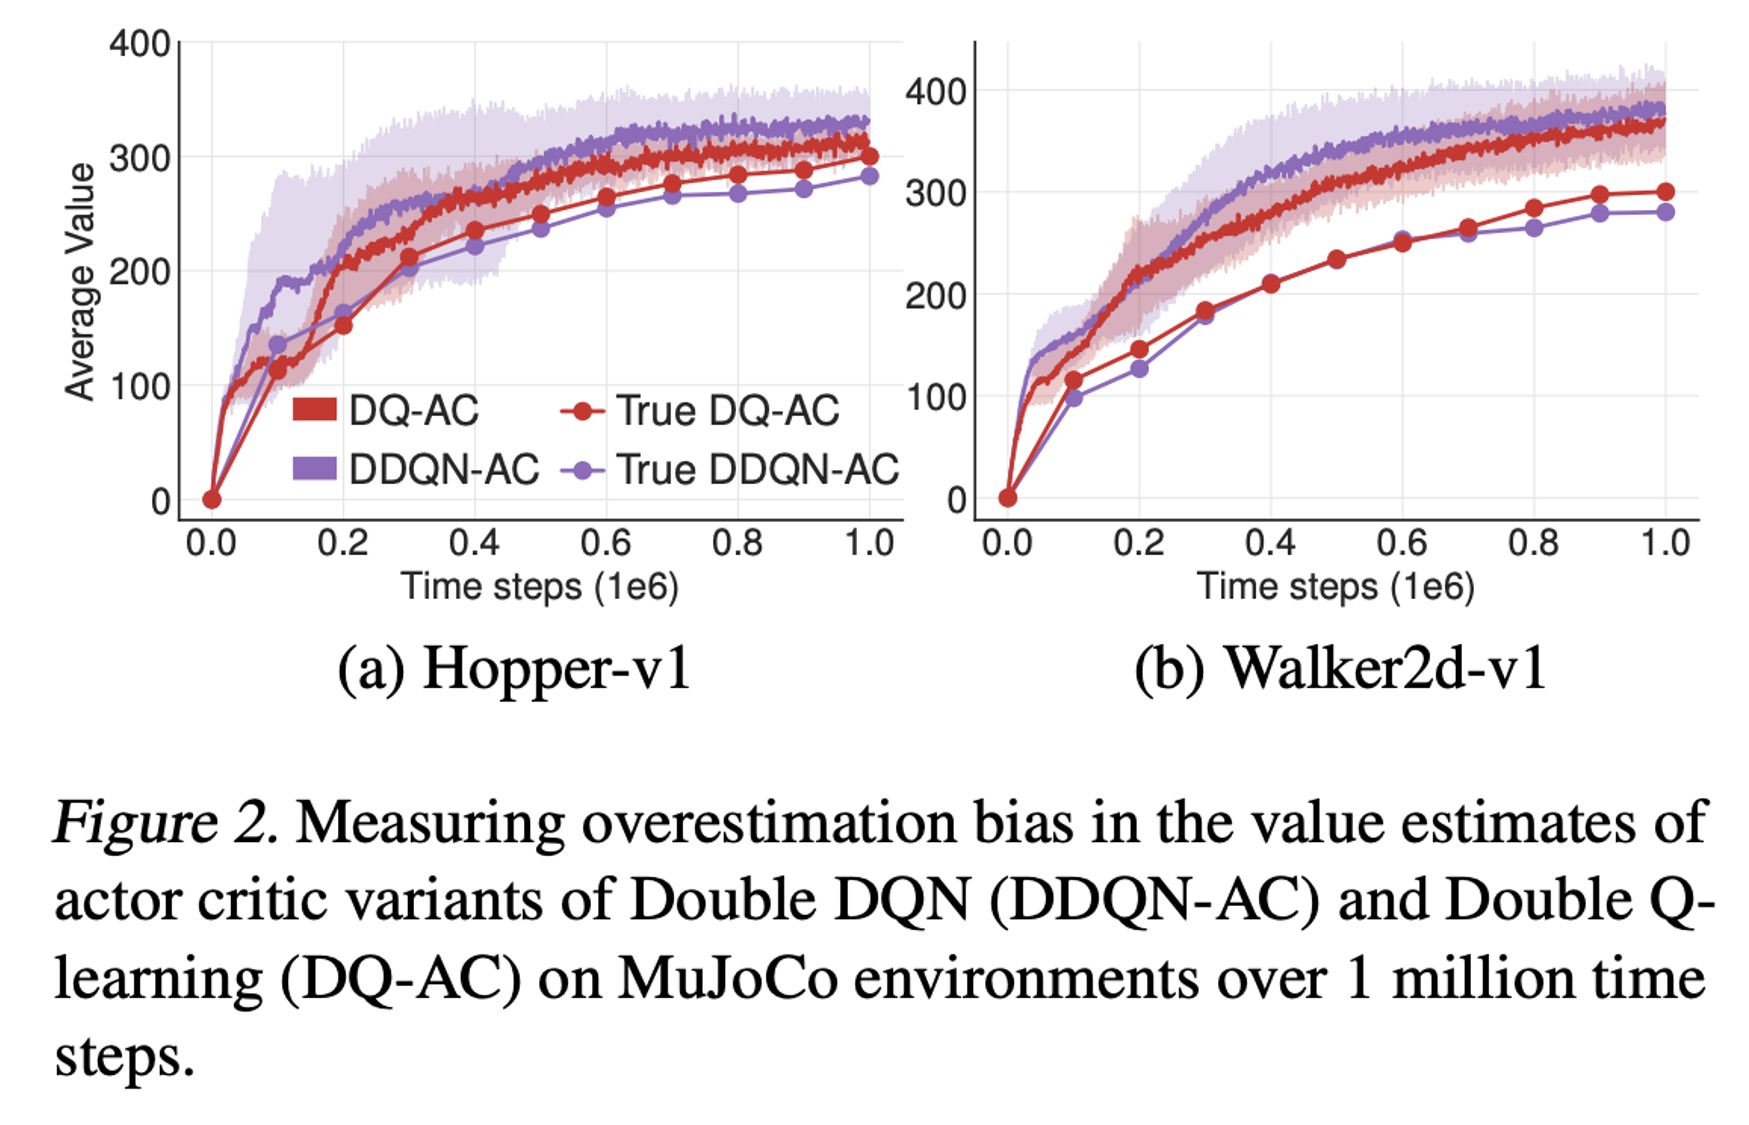 400
300
200
100
0
Average Value
DQ-AC
True DQ-AC
DDQN-AC
True DDQN-AC
0.0 0.2 0.4 0.6 0.8 1.0
Time steps (1e6)
(a) Hopper-v1
400
300
200
100
0
0.0 0.2 0.4 0.6 0.8 1.0
Time steps (1e6)
(b) Walker2d-v1
Figure 2. Measuring overestimation bias in the value estimates of
actor critic variants of Double DQN (DDQN-AC) and Double Q-
learning (DQ-AC) on MuJoCo environments over 1 million time
steps.